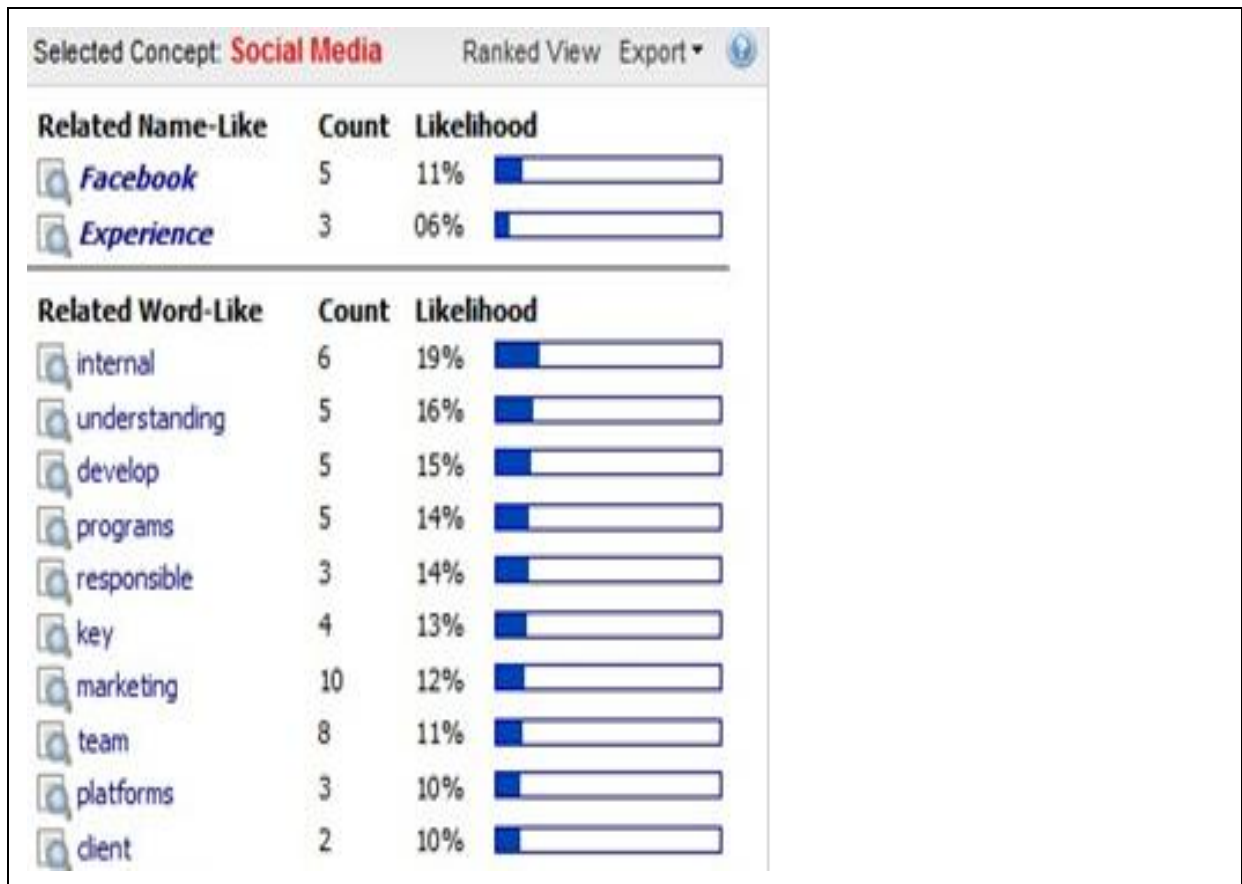 Selected Concept: Social Media Ranked View Export
Related Name-Like Count Likelihood
Facebook 5 11%
Experience 3 06%
Related Word-Like Count Likelihood
internal 6 19%
understanding 5 16%
develop 5 15%
programs 5 14%
responsible 3 14%
key 4 13%
marketing 10 12%
team 8 11%
platforms 3 10%
client 2 10%